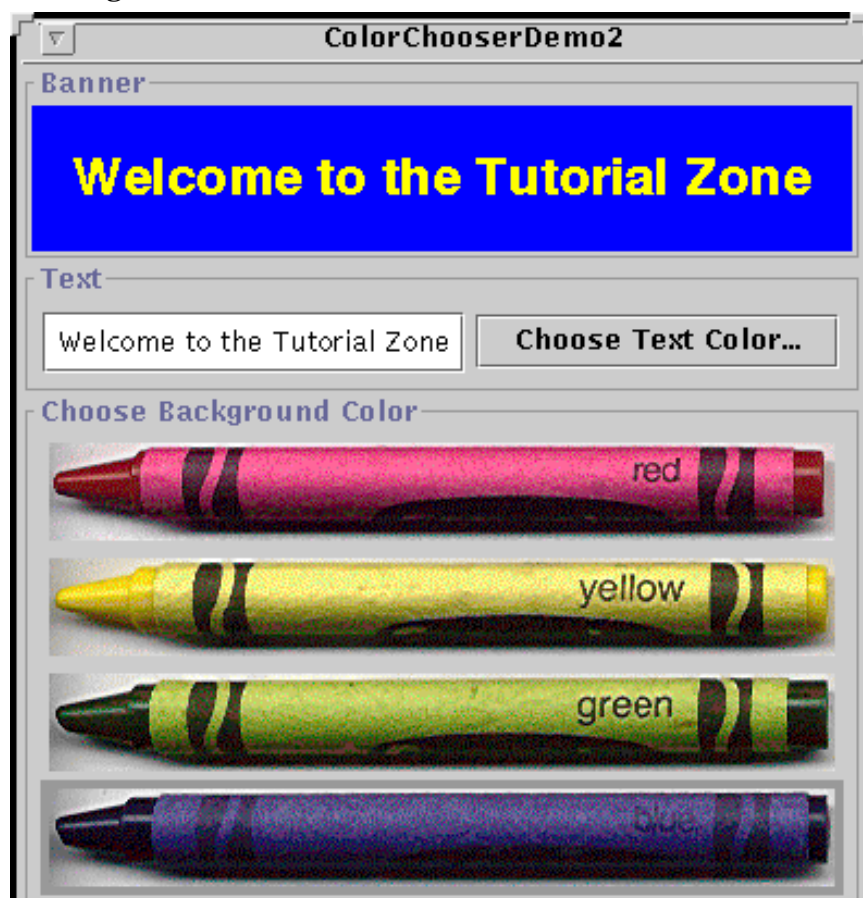 ColorChooserDemo2
Banner
Welcome to the Tutorial Zone
Text
Welcome to the Tutorial Zone Choose Text Color...
Choose Background Color
red
yellow
green
blue